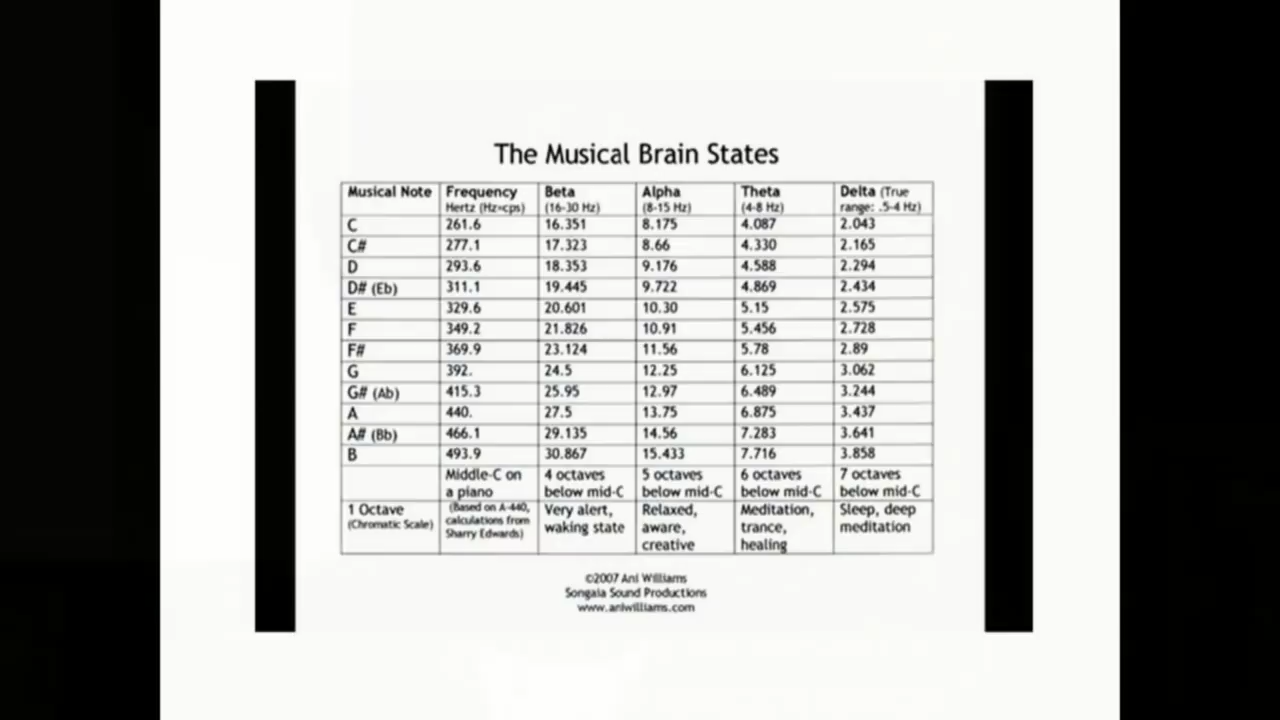 The Musical Brain States
Musical Note Frequency Beta Alpha Theta Delta (True
Hertz (Hz=cps) (16-30 Hz) (8-15 Hz) (4-8 Hz) range: .5-4 Hz)
C 261.6 16.351 8.175 4.087 2.043
C# 277.1 17.323 8.66 4.330 2.165
D 293.6 18.353 9.176 4.588 2.294
D# (Eb) 311.1 19.445 9.722 4.869 2.434
E 329.6 20.601 10.30 5.15 2.575
F 349.2 21.826 10.91 5.456 2.728
F# 369.9 23.124 11.56 5.78 2.89
G 392. 24.5 12.25 6.125 3.062
G# (Ab) 415.3 25.95 12.97 6.489 3.244
A 440. 27.5 13.75 6.875 3.437
A# (Bb) 466.1 29.135 14.56 7.283 3.641
B 493.9 30.867 15.433 7.716 3.858
Middle-C on 4 octaves 5 octaves 6 octaves 7 octaves
a piano below mid-C below mid-C below mid-C below mid-C
1 Octave (Based on A-440, Very alert, Relaxed, Meditation, Sleep, deep
(Chromatic Scale) calculations from waking state aware, trance, meditation
Sharry Edwards) creative healing
©2007 Ani Williams
Songaia Sound Productions
www.aniwilliams.com